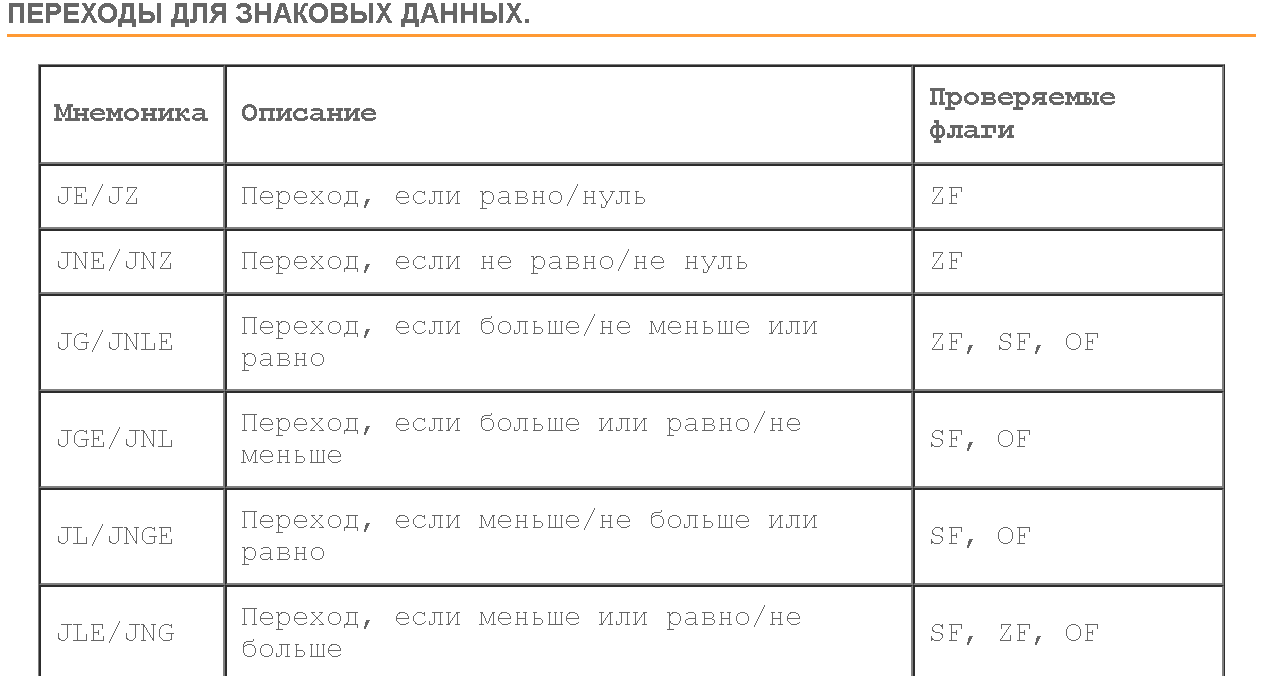 ПЕРЕХОДЫ ДЛЯ ЗНАКОВЫХ ДАННЫХ.
Мнемоника Описание Проверяемые
флаги
JE/JZ Переход, если равно/нуль ZF
JNE/JNZ Переход, если не равно/не нуль ZF
JG/JNLE Переход, если больше/не меньше или
равно ZF, SF, OF
JGE/JNL Переход, если больше или равно/не
меньше SF, OF
JL/JNGE Переход, если меньше/не больше или
равно SF, OF
JLE/JNG Переход, если меньше или равно/не
больше SF, ZF, OF